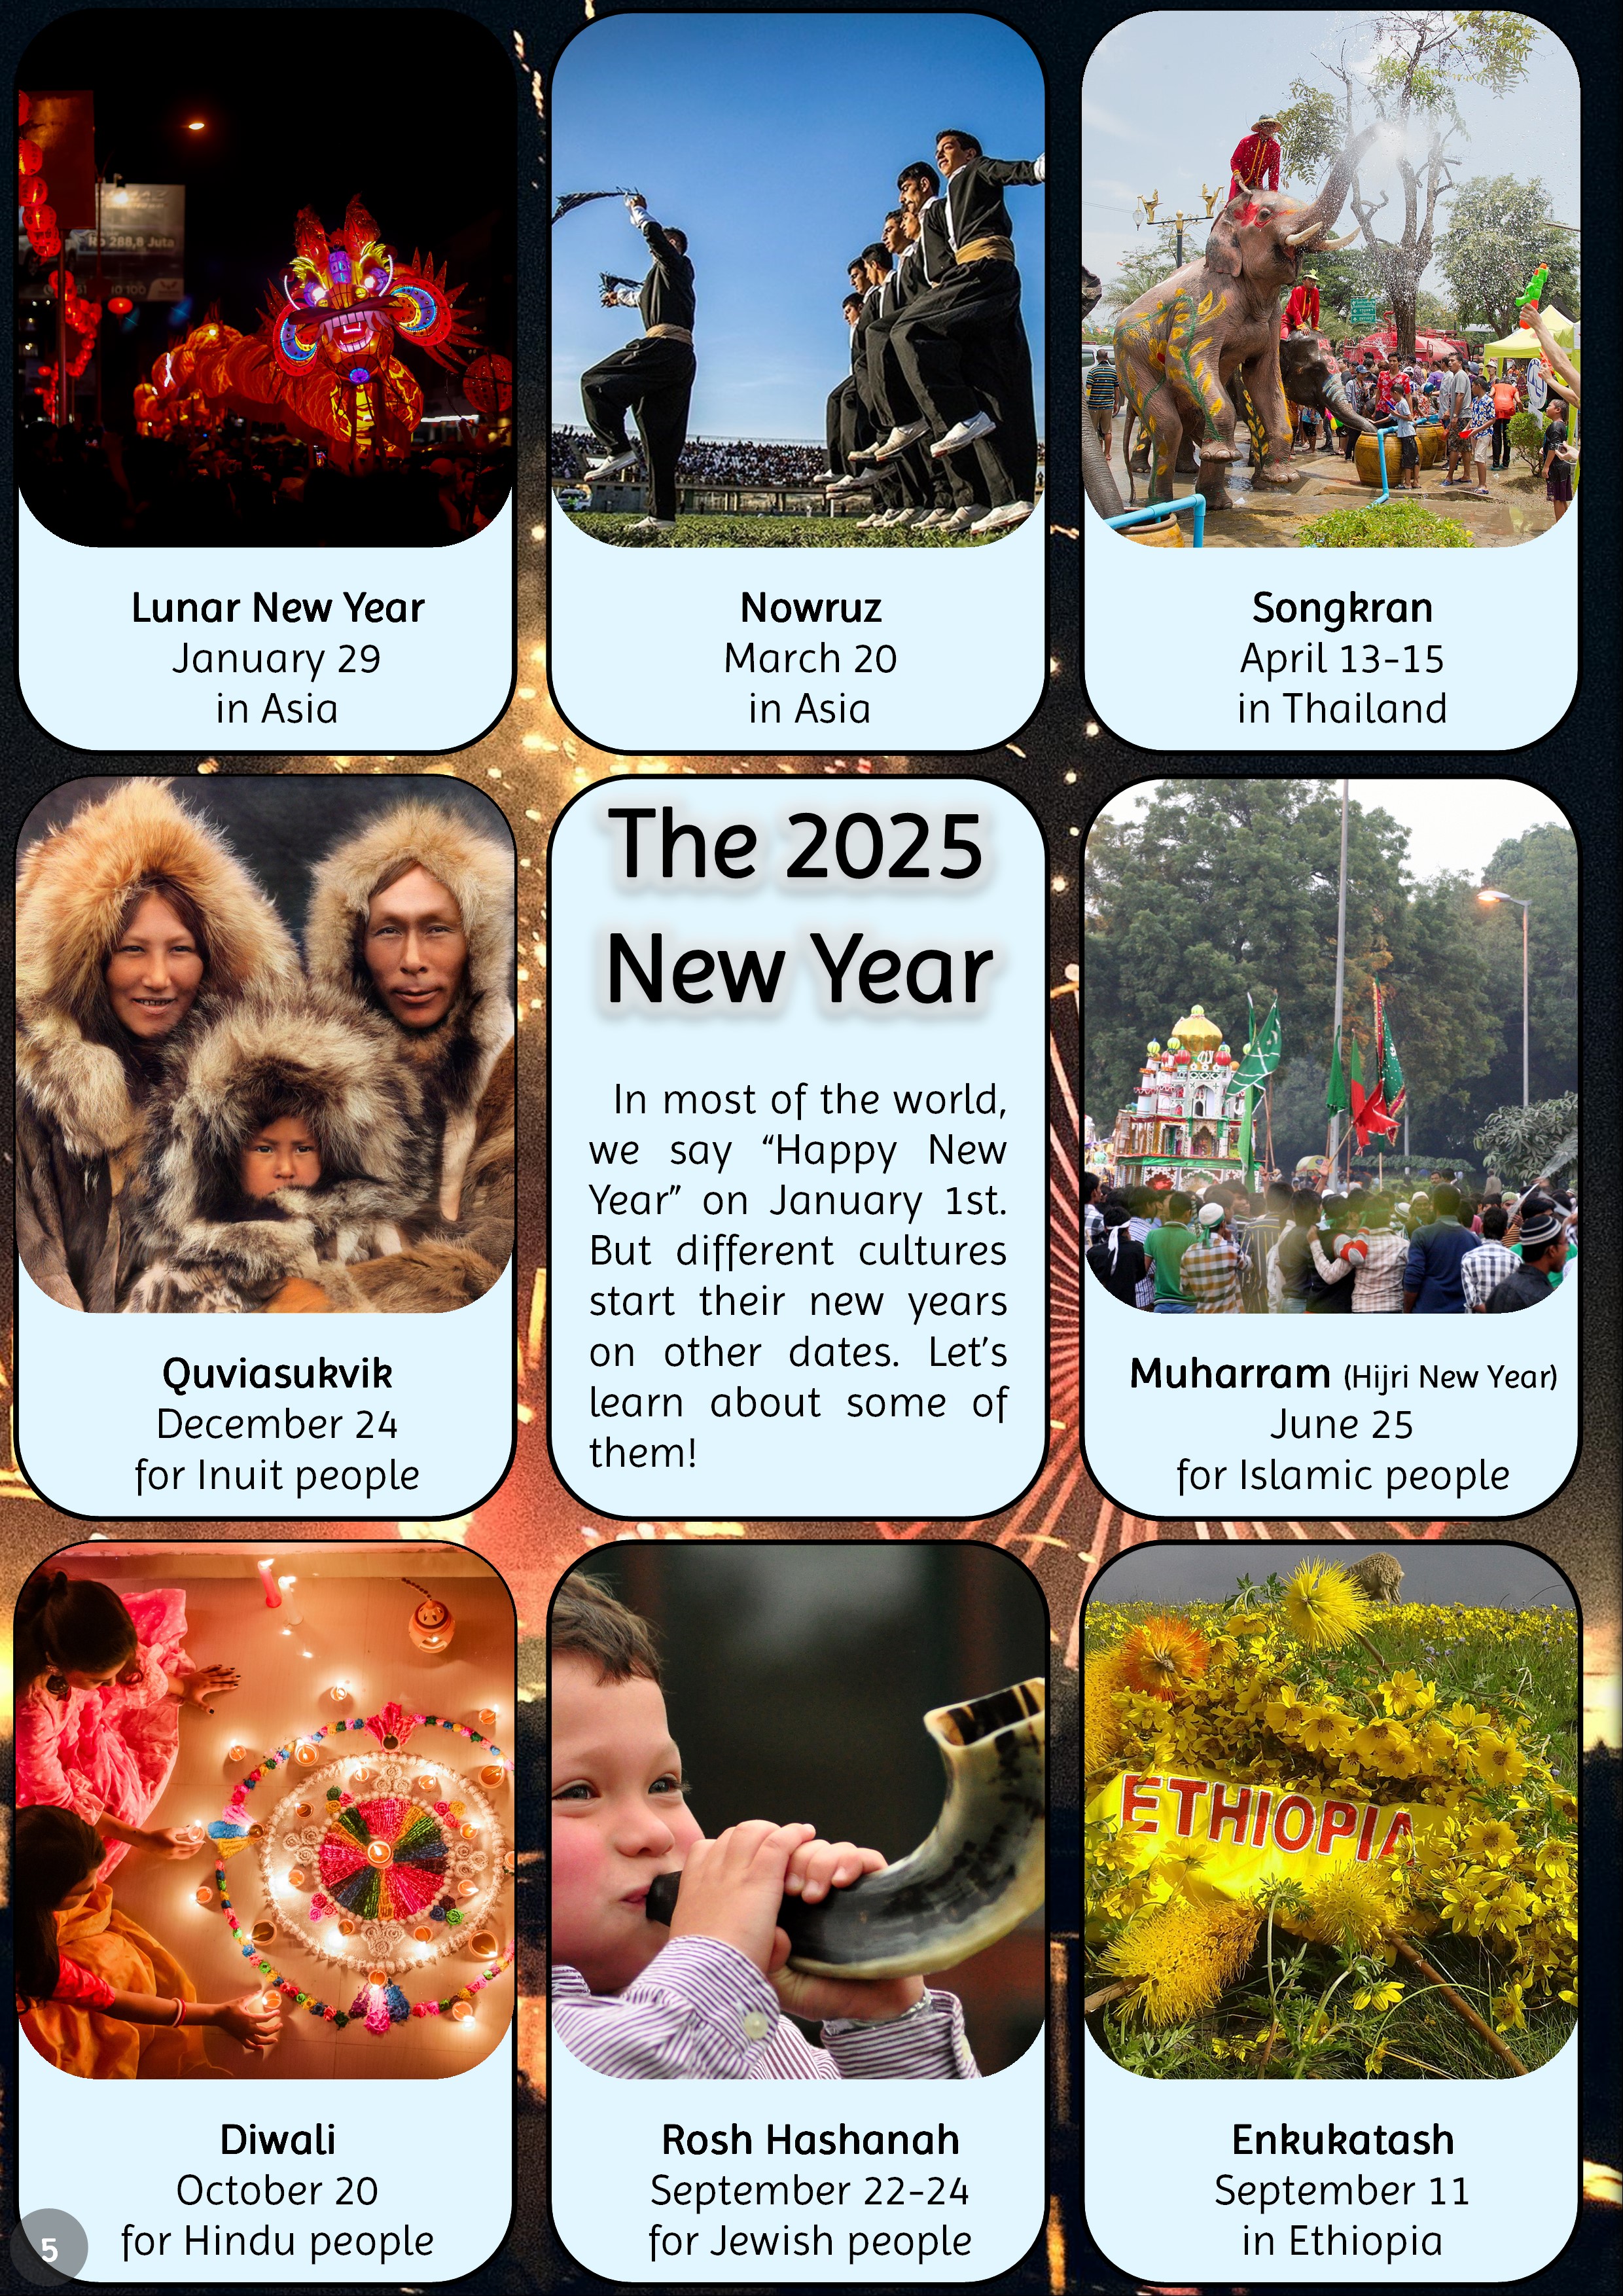 Rp 288,8 Juta
Lunar New Year
January 29
in Asia
Nowruz
March 20
in Asia
Songkran
April 13-15
in Thailand
Quviasukvik
December 24
for Inuit people
The 2025
New Year
In most of the world,
we say “Happy New
Year” on January 1st.
But different cultures
start their new years
on other dates. Let’s
learn about some of
them!
Muharram (Hijri New Year)
June 25
for Islamic people
Diwali
October 20
for Hindu people
Rosh Hashanah
September 22-24
for Jewish people
ETHIOPIA
Enkukatash
September 11
in Ethiopia
5